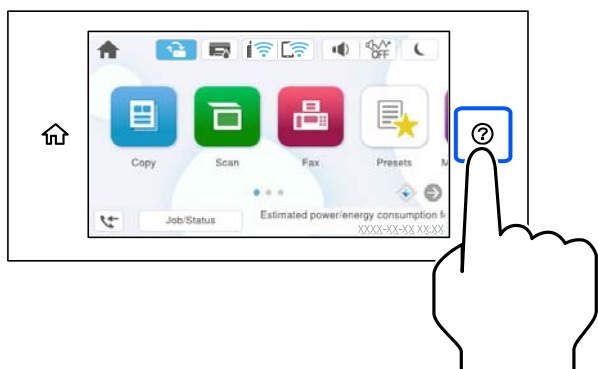 OFF
Copy
Scan
Fax
Presets
M
?
Job/Status
Estimated power/energy consumption f
XXXX-XX-XX XX:XX